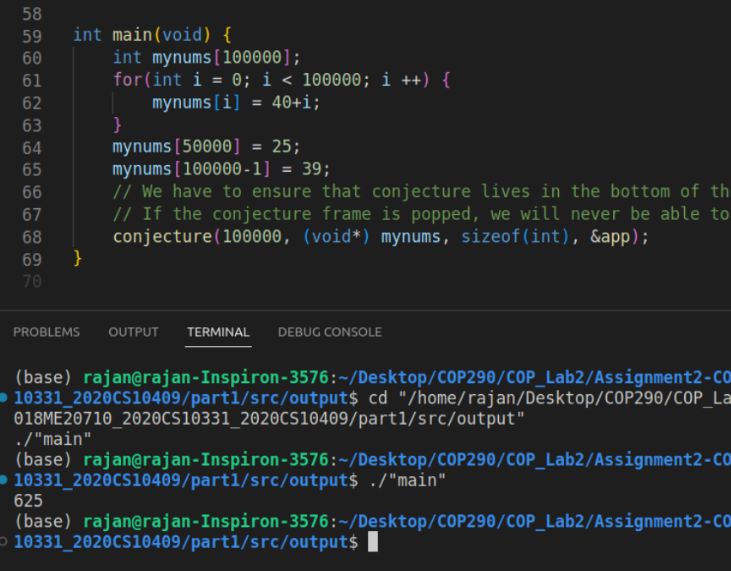 58
59 int main(void) {
60 int mynums[100000];
61 for(int i = 0; i < 100000; i ++) {
62 mynums[i] = 40+i;
63 }
64 mynums[50000] = 25;
65 mynums[100000-1] = 39;
66 // We have to ensure that conjecture lives in the bottom of th
67 // If the conjecture frame is popped, we will never be able to
68 conjecture(100000, (void*) mynums, sizeof(int), &app);
69 }
70
PROBLEMS OUTPUT TERMINAL DEBUG CONSOLE
(base) rajan@rajan-Inspiron-3576:~/Desktop/COP290/COP_Lab2/Assignment2-CO
10331_2020CS10409/part1/src/output$ cd "/home/rajan/Desktop/COP290/COP_La
018ME20710_2020CS10331_2020CS10409/part1/src/output"
./"main"
(base) rajan@rajan-Inspiron-3576:~/Desktop/COP290/COP_Lab2/Assignment2-CO
10331_2020CS10409/part1/src/output$ ./"main"
625
(base) rajan@rajan-Inspiron-3576:~/Desktop/COP290/COP_Lab2/Assignment2-CO
10331_2020CS10409/part1/src/output$